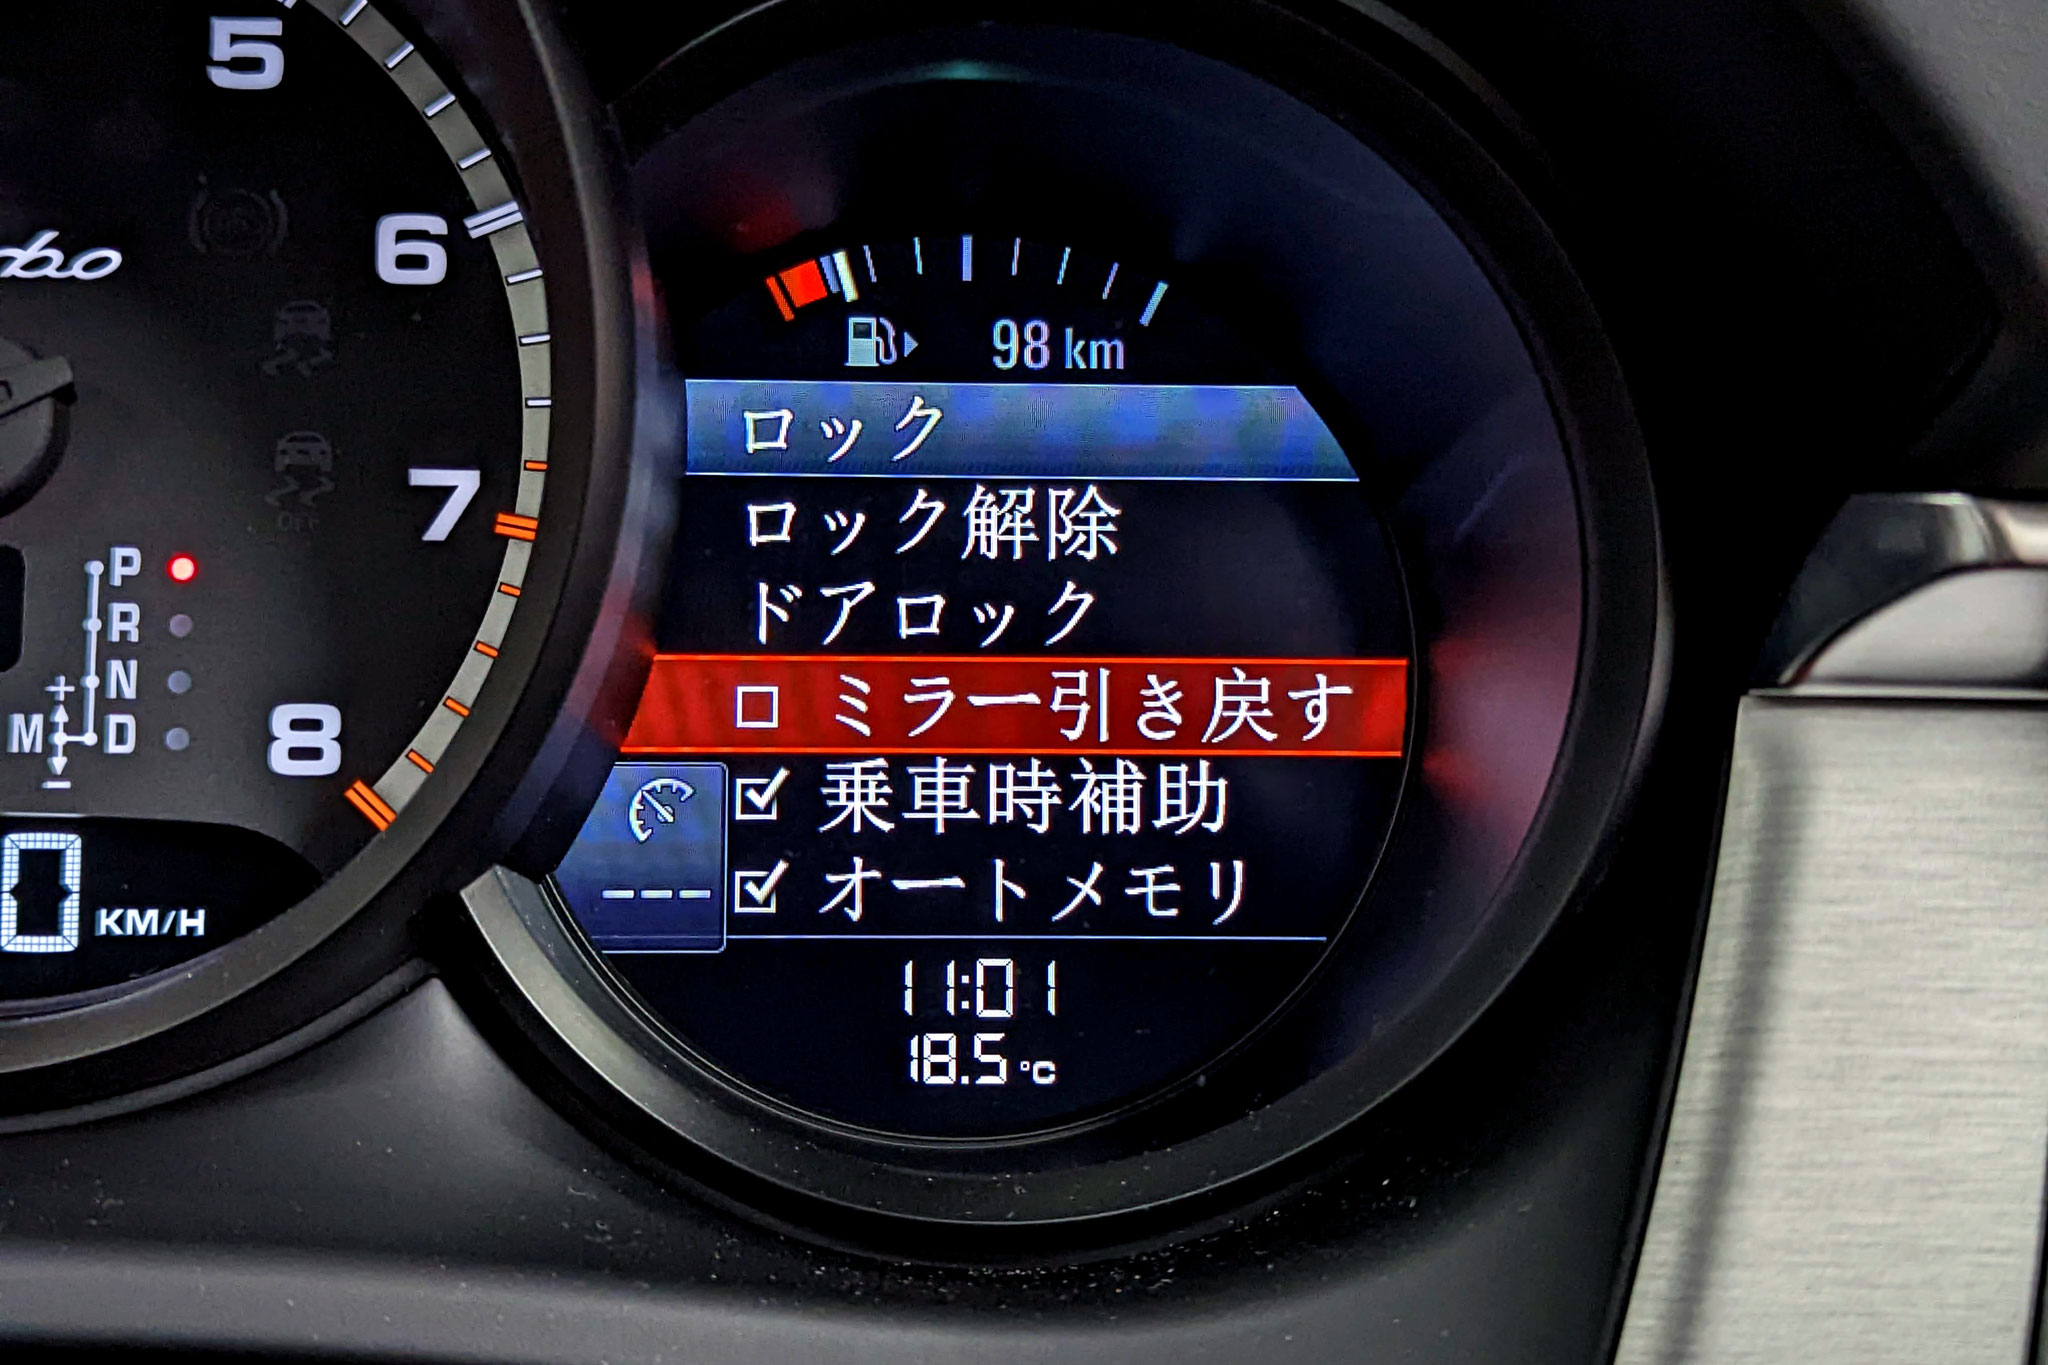 5
6
7
8
P
R
N
M D
+
-
0 KM/H
98 km
ロック
ロック解除
ドアロック
ミラー引き戻す
乗車時補助
オートメモリ
---
11:01
18.5 °C
OFF